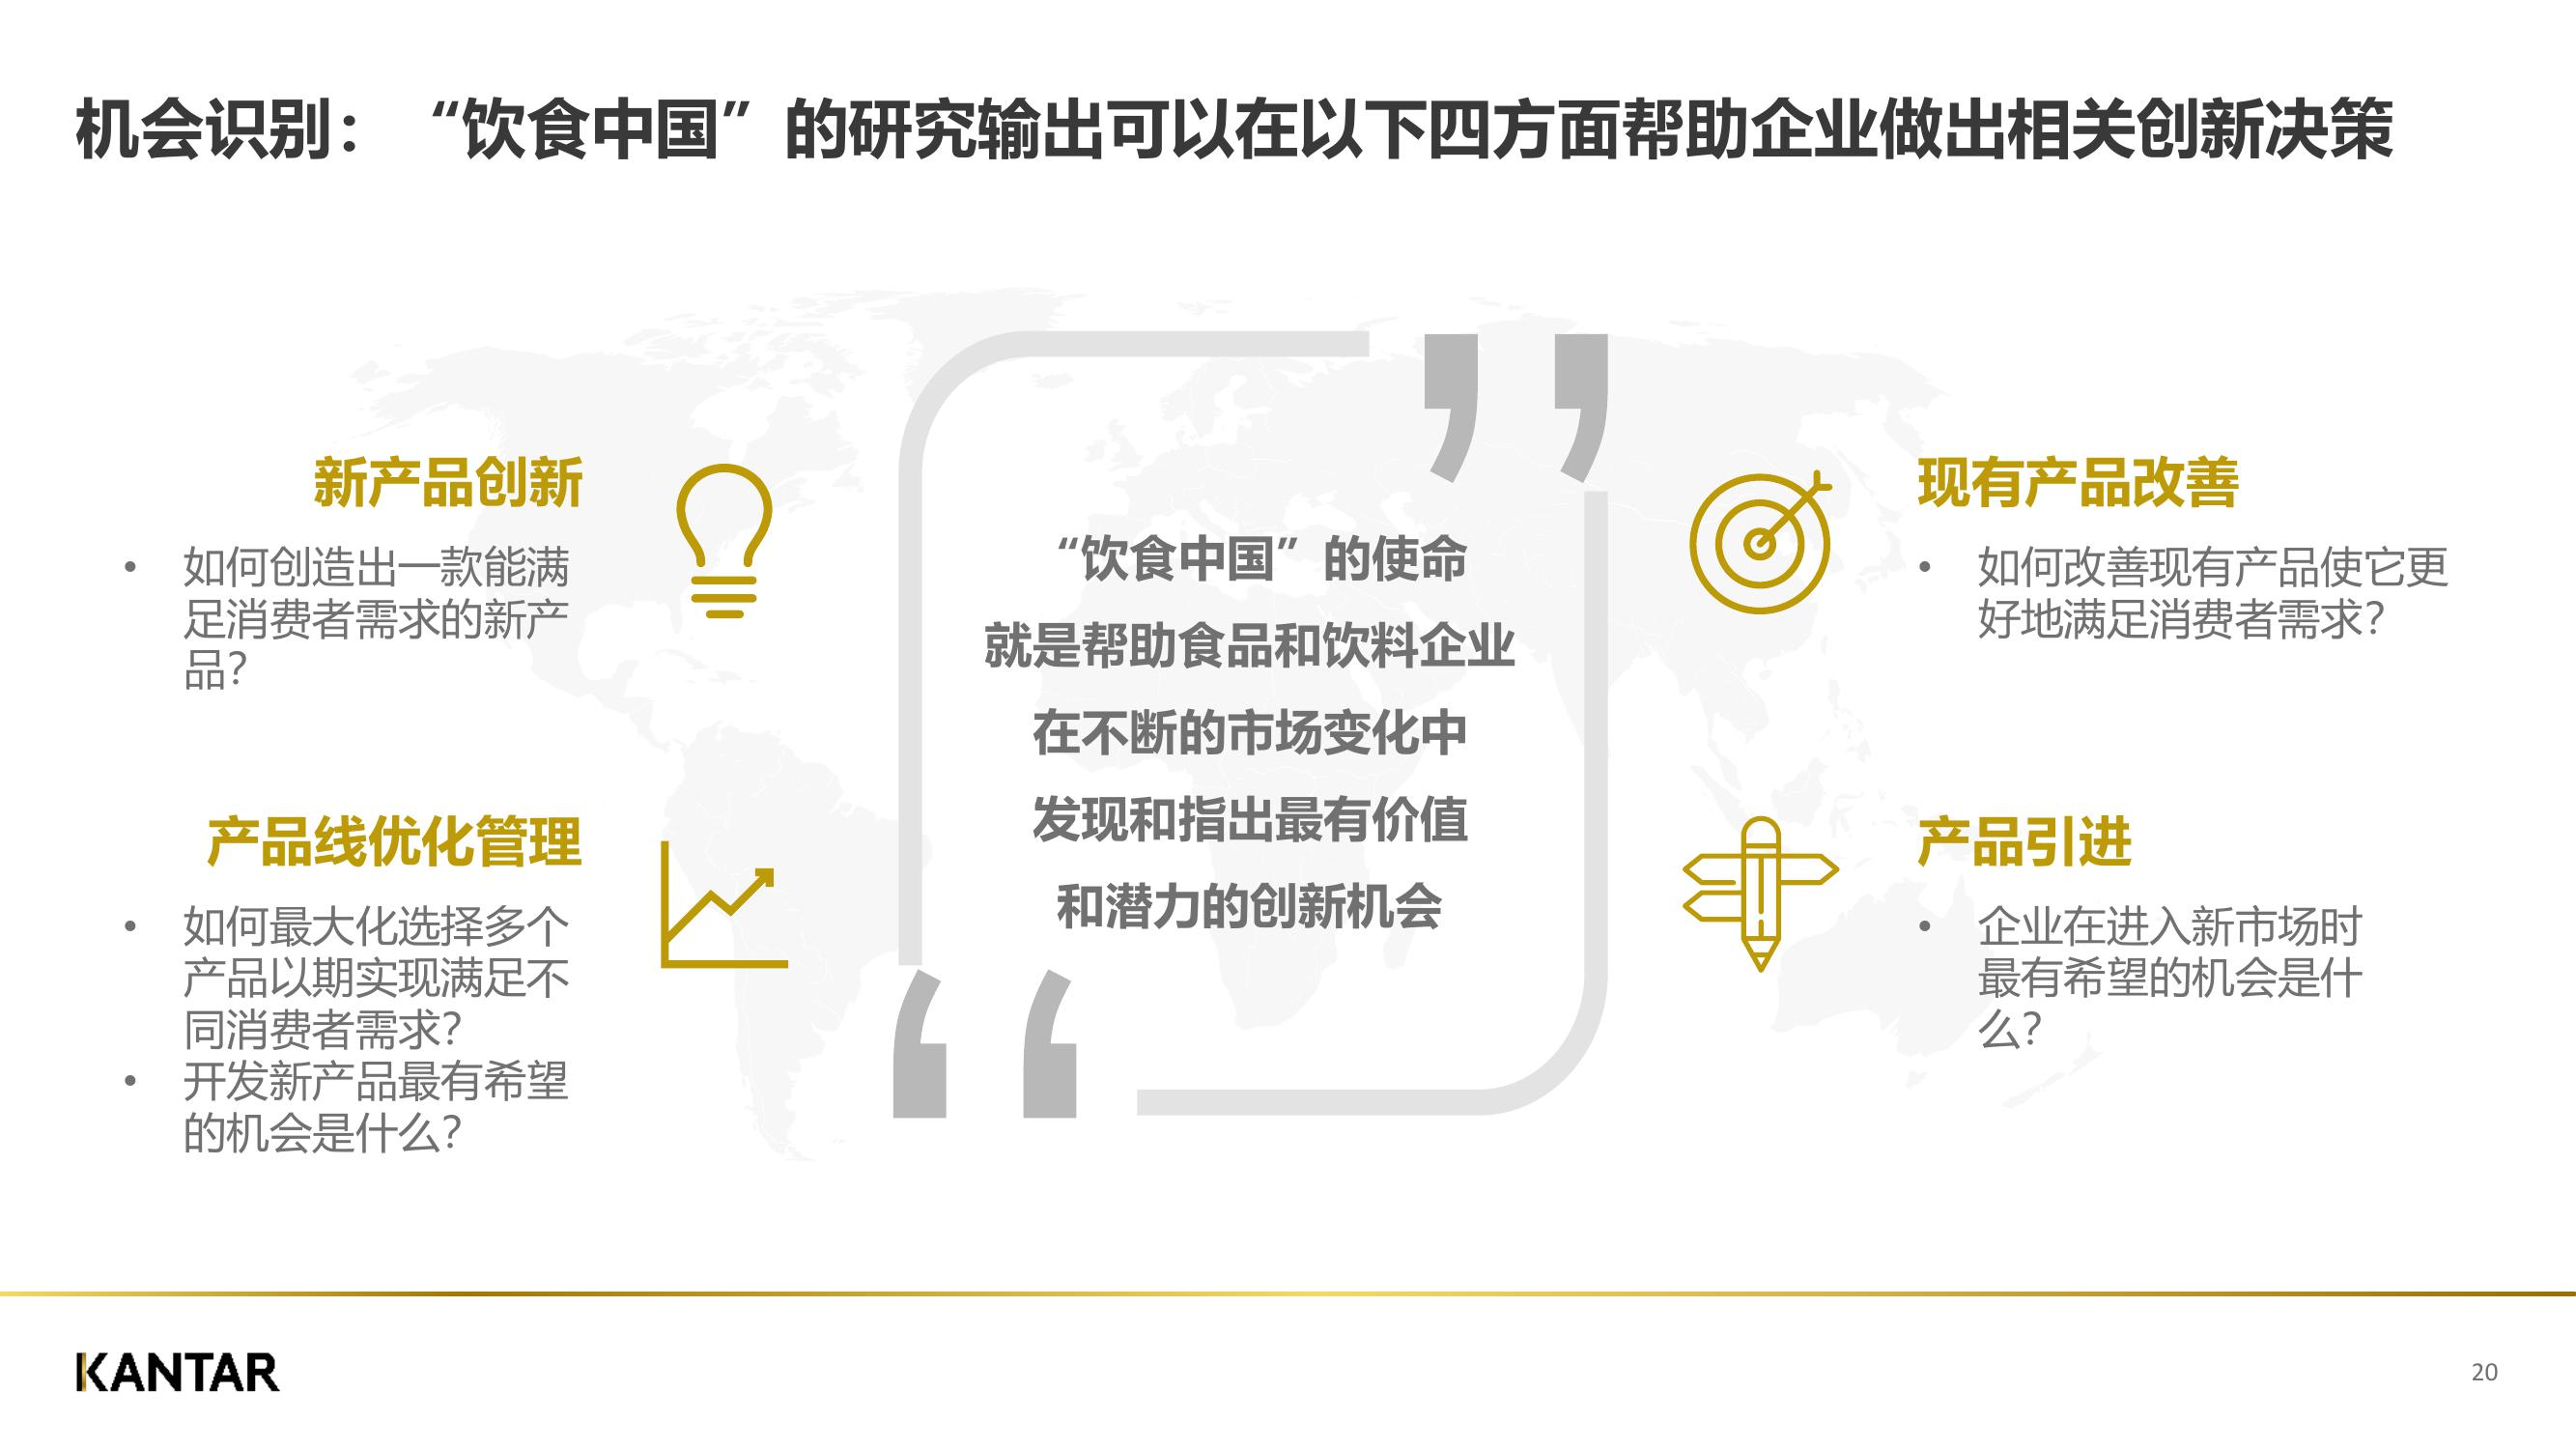 机会识别：“饮食中国”的研究输出可以在以下四方面帮助企业做出相关创新决策
新产品创新
• 如何创造出一款能满
足消费者需求的新产
品？
产品线优化管理
• 如何最大化选择多个
产品以期实现满足不
同消费者需求？
• 开发新产品最有希望
的机会是什么？
“饮食中国”的使命
就是帮助食品和饮料企业
在不断的市场变化中
发现和指出最有价值
和潜力的创新机会
现有产品改善
• 如何改善现有产品使它更
好地满足消费者需求？
产品引进
• 企业在进入新市场时
最有希望的机会是什
么？
KANTAR
20